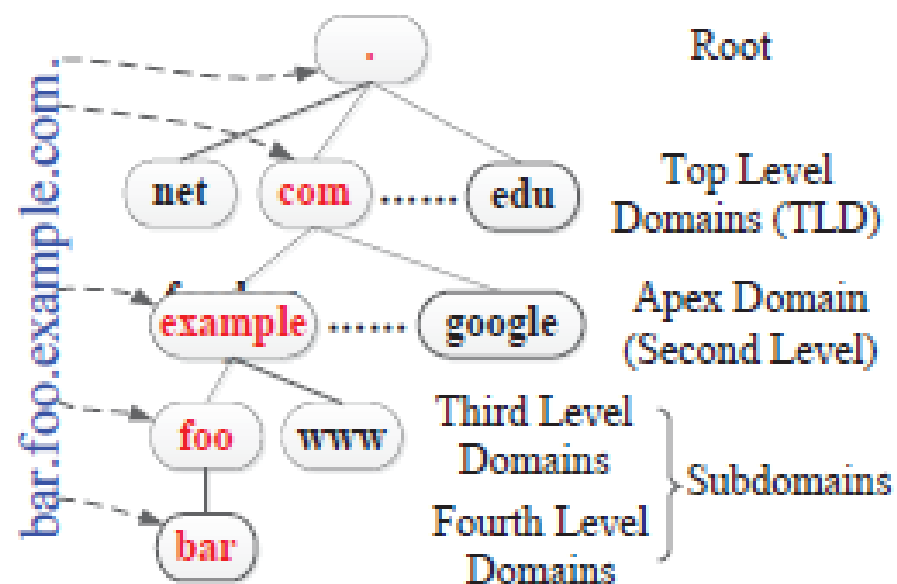 bar.foo.example.com.
.
Root
net
com
......
edu
Top Level
Domains (TLD)
example
......
google
Apex Domain
(Second Level)
foo
www
Third Level
Domains
Subdomains
bar
Fourth Level
Domains